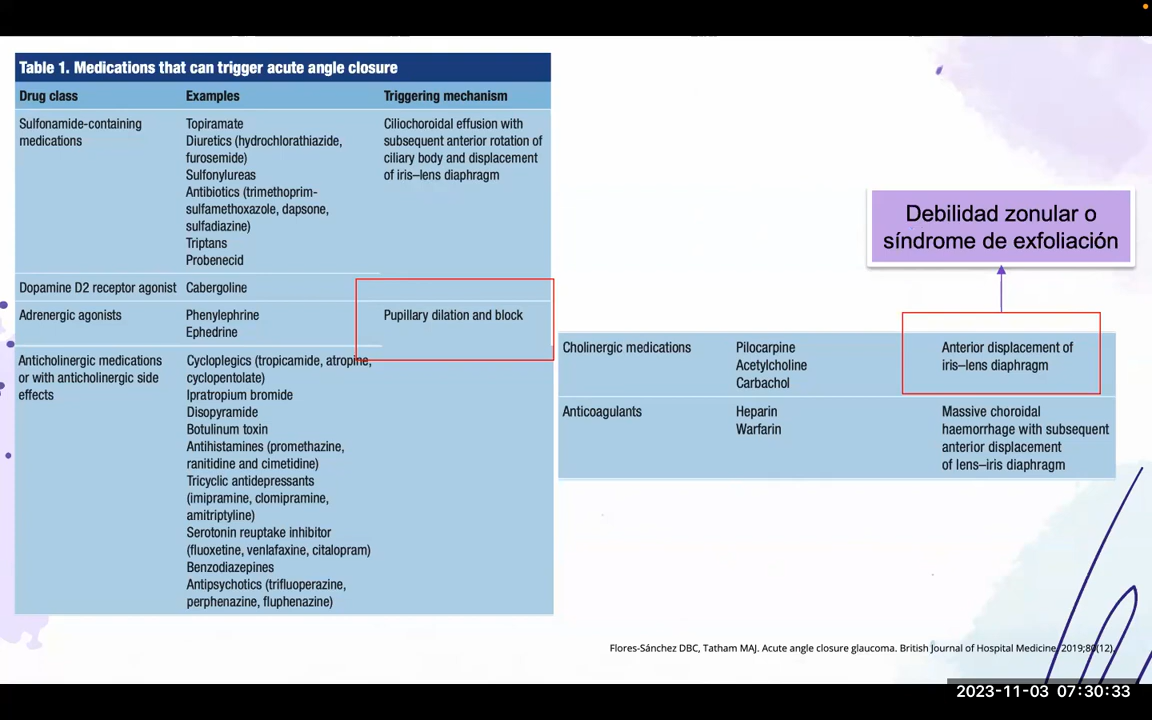 Table 1. Medications that can trigger acute angle closure
Drug class Examples Triggering mechanism
Sulfonamide-containing
medications
Topiramate
Diuretics (hydrochlorathiazide,
furosemide)
Sulfonylureas
Antibiotics (trimethoprim-
sulfamethoxazole, dapsone,
sulfadiazine)
Triptans
Probenecid
Ciliochoroidal effusion with
subsequent anterior rotation of
ciliary body and displacement
of iris–lens diaphragm
Dopamine D2 receptor agonist
Cabergoline
Adrenergic agonists
Phenylephrine
Ephedrine
Pupillary dilation and block
Anticholinergic medications
or with anticholinergic side
effects
Cycloplegics (tropicamide, atropine,
cyclopentolate)
Ipratropium bromide
Disopyramide
Botulinum toxin
Antihistamines (promethazine,
ranitidine and cimetidine)
Tricyclic antidepressants
(imipramine, clomipramine,
amitriptyline)
Serotonin reuptake inhibitor
(fluoxetine, venlafaxine, citalopram)
Benzodiazepines
Antipsychotics (trifluoperazine,
perphenazine, fluphenazine)
Debilidad zonular o
síndrome de exfoliación
Cholinergic medications
Pilocarpine
Acetylcholine
Carbachol
Anterior displacement of
iris–lens diaphragm
Anticoagulants
Heparin
Warfarin
Massive choroidal
haemorrhage with subsequent
anterior displacement
of lens–iris diaphragm
Flores-Sánchez DBC, Tatham MAJ. Acute angle closure glaucoma. British Journal of Hospital Medicine. 2019;80(12).
2023-11-03 07:30:33